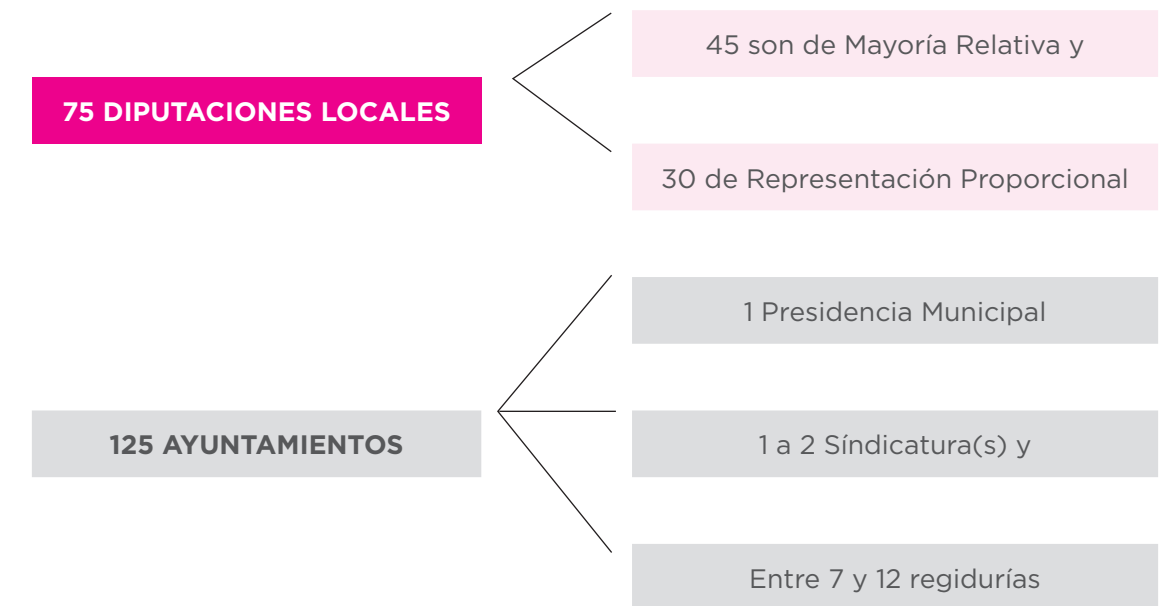 75 DIPUTACIONES LOCALES
45 son de Mayoría Relativa y
30 de Representación Proporcional
125 AYUNTAMIENTOS
1 Presidencia Municipal
1 a 2 Síndicatura(s) y
Entre 7 y 12 regidurías